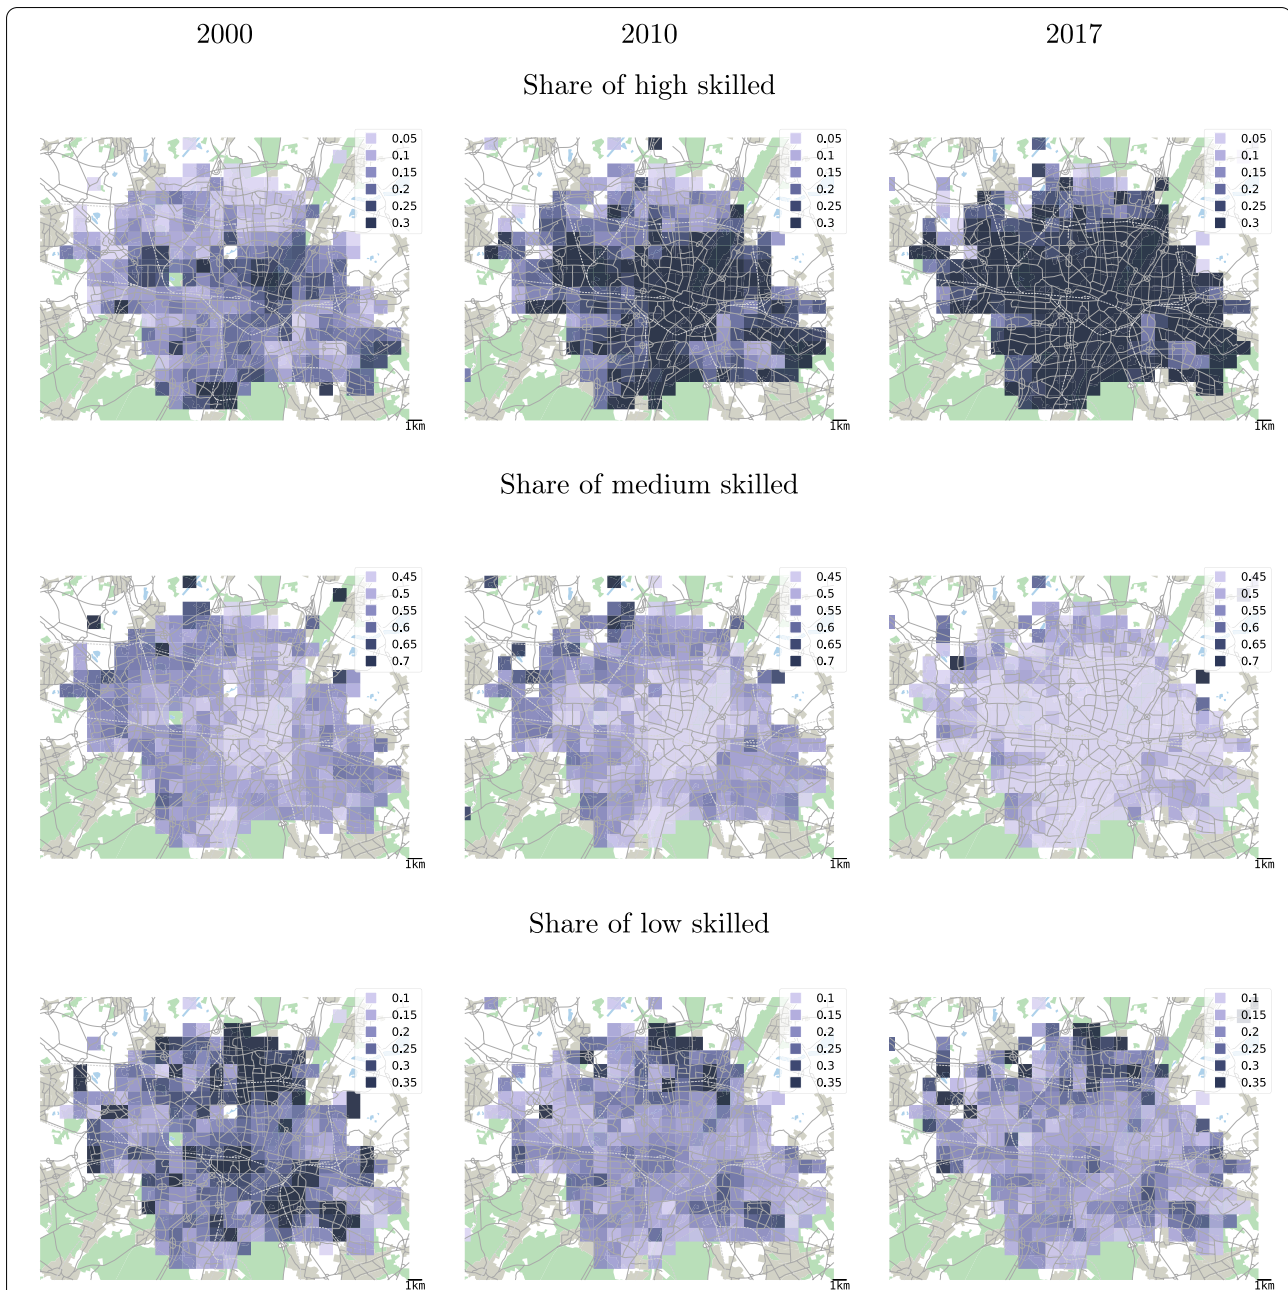 2000 2010 2017
Share of high skilled
0.05 0.05 0.05
0.1 0.1 0.1
0.15 0.15 0.15
0.2 0.2 0.2
0.25 0.25 0.25
0.3 0.3 0.3
1km 1km 1km
Share of medium skilled
0.45 0.45 0.45
0.5 0.5 0.5
0.55 0.55 0.55
0.6 0.6 0.6
0.65 0.65 0.65
0.7 0.7 0.7
1km 1km 1km
Share of low skilled
0.1 0.1 0.1
0.15 0.15 0.15
0.2 0.2 0.2
0.25 0.25 0.25
0.3 0.3 0.3
0.35 0.35 0.35
1km 1km 1km